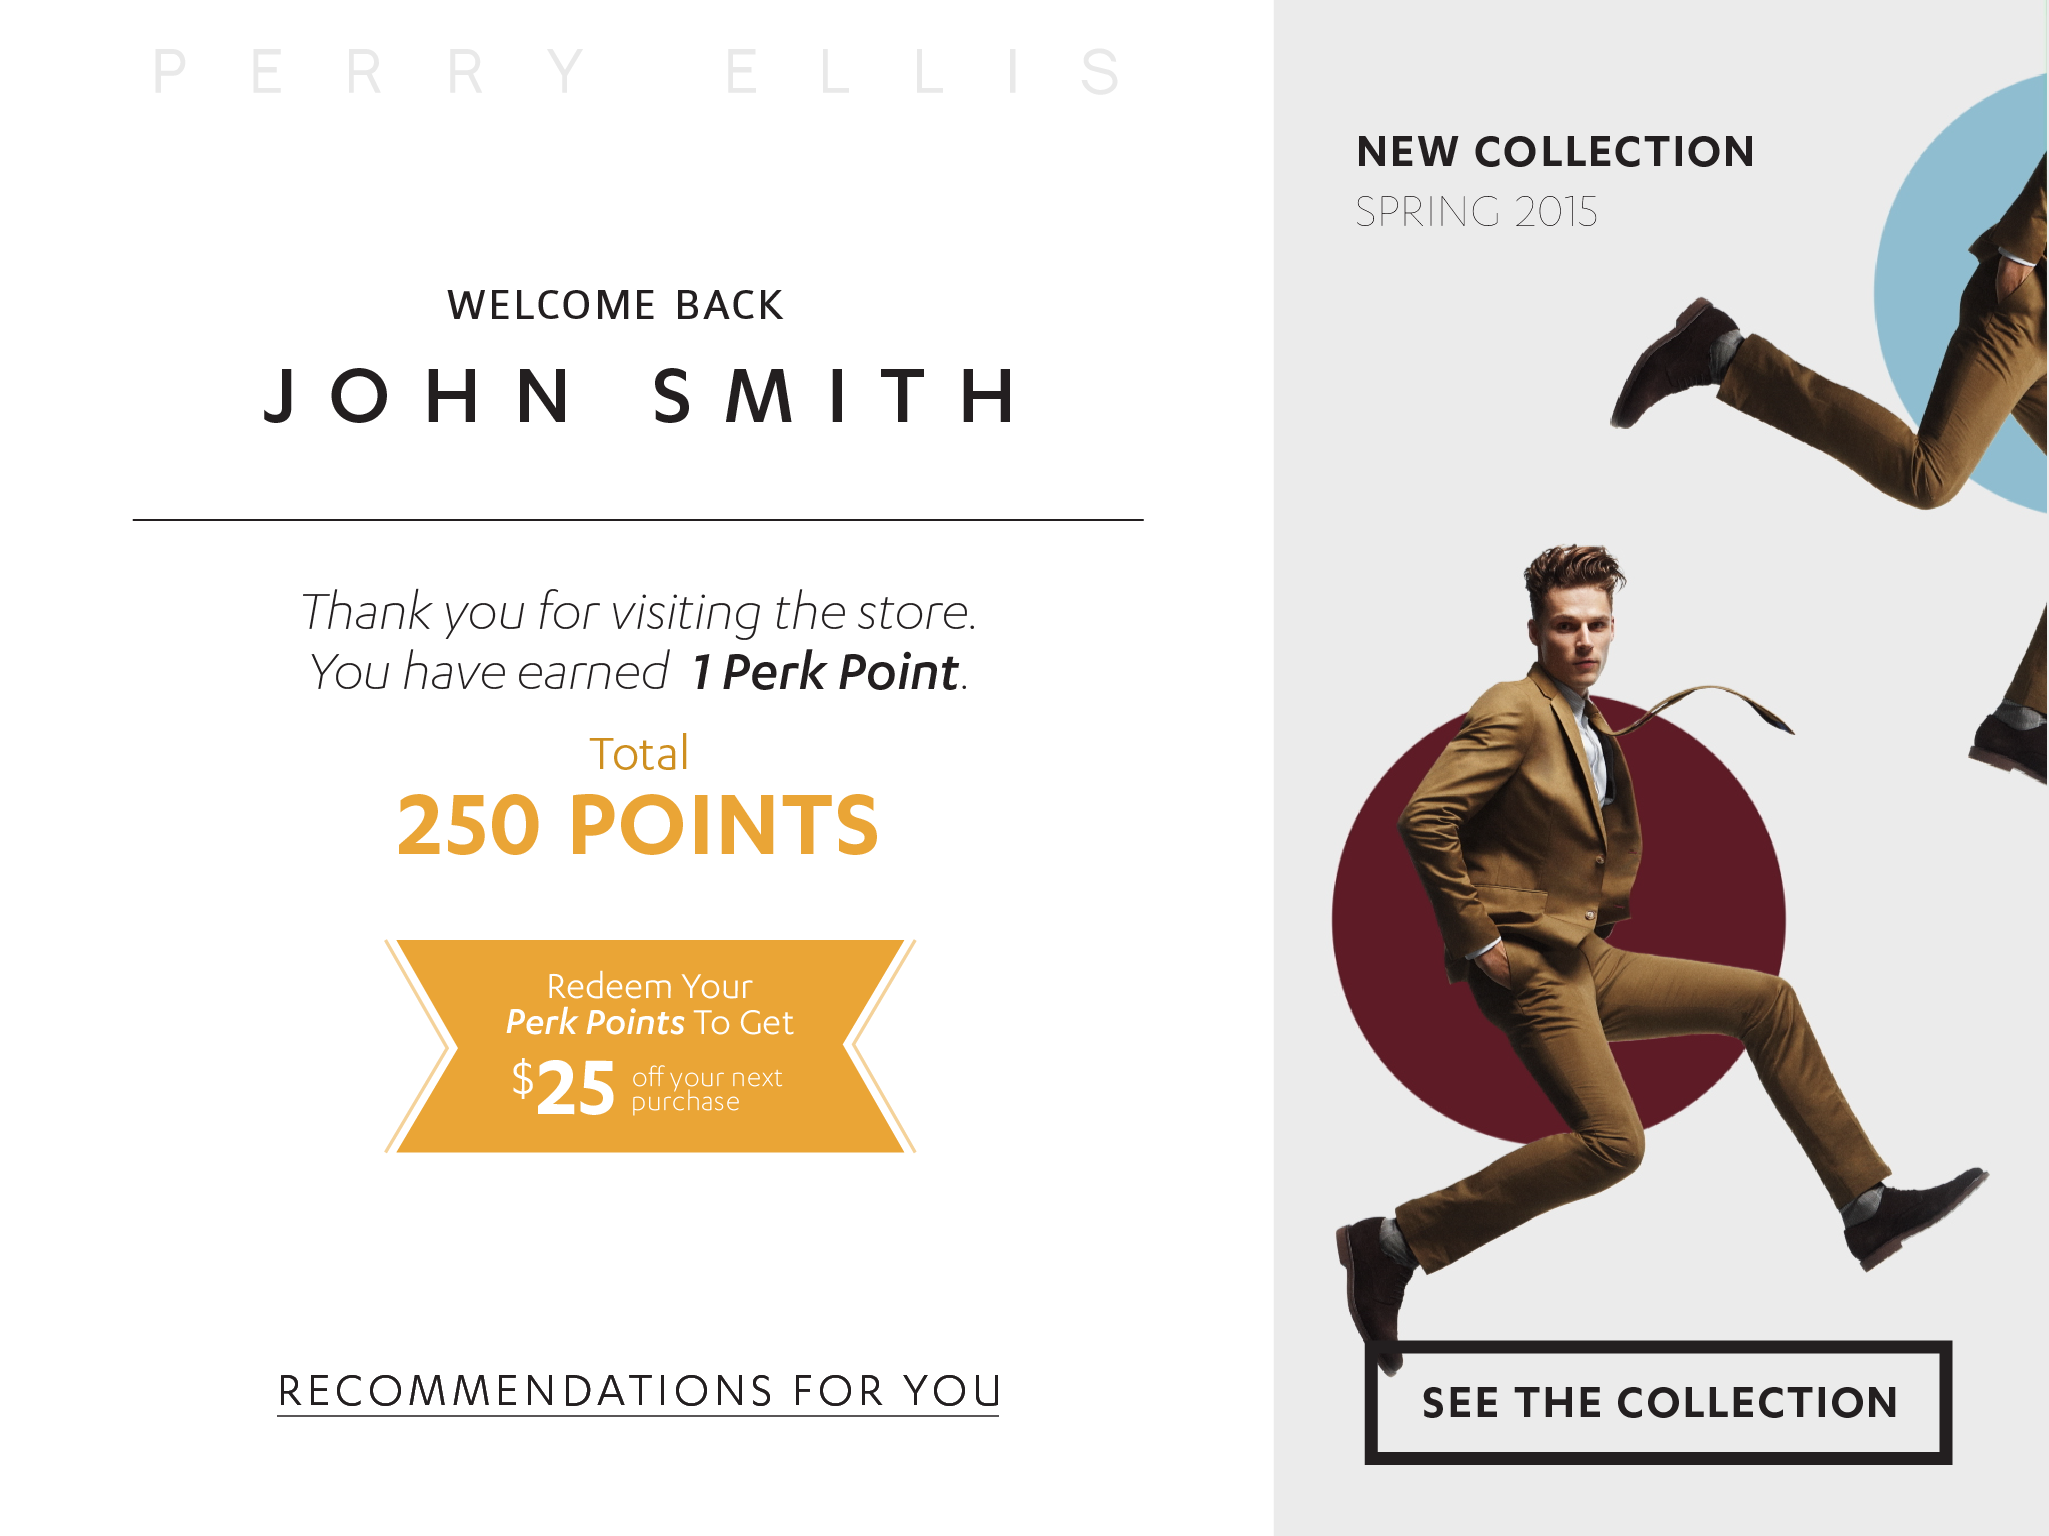 PERRY ELLIS
WELCOME BACK
JOHN SMITH
Thank you for visiting the store.
You have earned 1 Perk Point.
Total
250 POINTS
Redeem Your
Perk Points To Get
$25 off your next
purchase
RECOMMENDATIONS FOR YOU
NEW COLLECTION
SPRING 2015
SEE THE COLLECTION